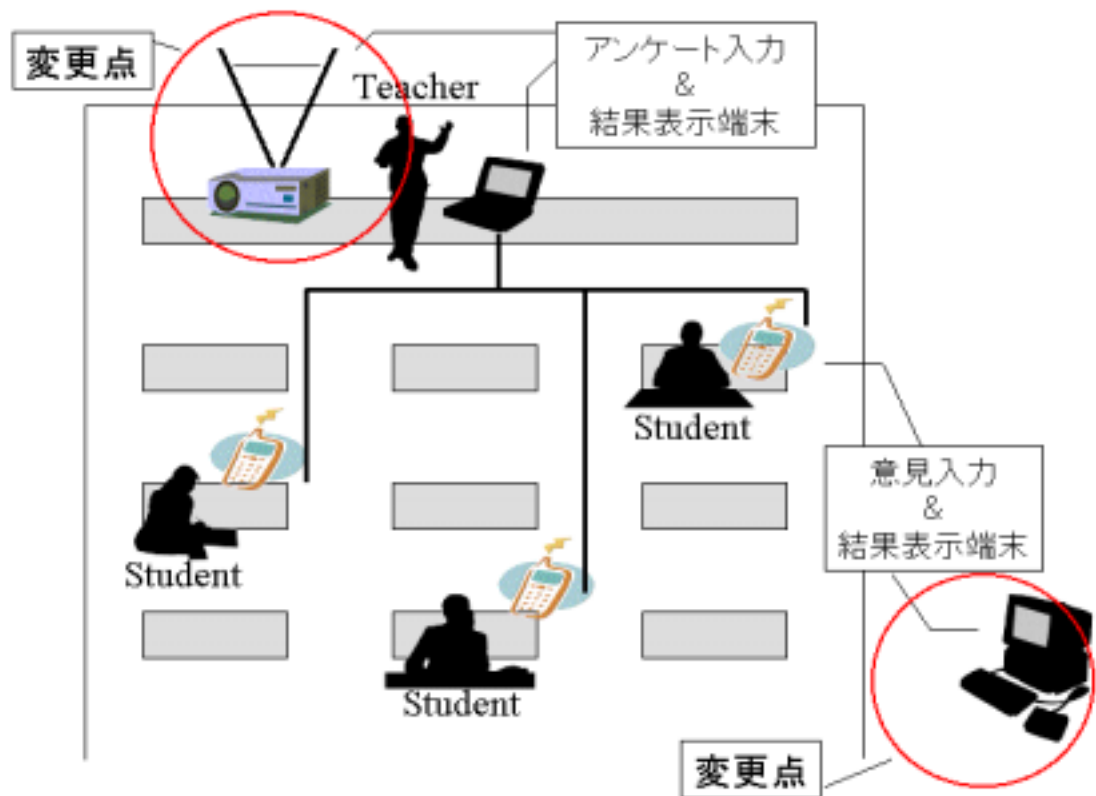 変更点
Teacher
アンケート入力
&
結果表示端末
Student
意見入力
&
結果表示端末
Student
Student
変更点